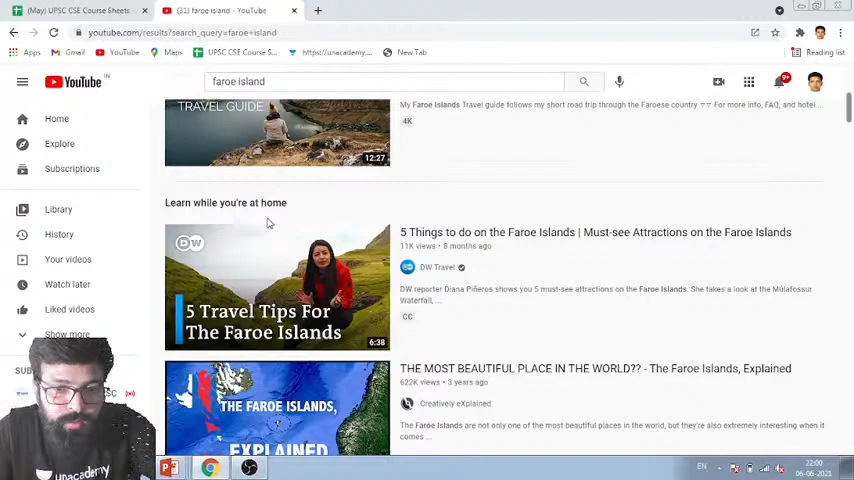 (May) UPSC CSE Course Sheets -
(31) faroe island - YouTube
youtube.com/results?search_query=faroe+island
Apps
Gmail
YouTube
Maps
UPSC CSE Course S...
https://unacademy....
New Tab
Reading list
YouTube IN
faroe island
9+
TRAVEL GUIDE
12:27
My Faroe Islands Travel guide follows my short road trip through the Faroese country For more info, FAQ, and hotel ...
4K
Home
Explore
Subscriptions
Library
History
Your videos
Watch later
Liked videos
Show more
Learn while you're at home
DW
5 Travel Tips For
The Faroe Islands
6:38
5 Things to do on the Faroe Islands | Must-see Attractions on the Faroe Islands
11K views • 8 months ago
DW Travel
DW reporter Diana Piñeros shows you 5 must-see attractions on the Faroe Islands. She takes a look at the Múlafossur
Waterfall, ...
CC
THE FAROE ISLANDS,
EXPLAINED
THE MOST BEAUTIFUL PLACE IN THE WORLD?? - The Faroe Islands, Explained
622K views • 3 years ago
Creatively eXplained
The Faroe Islands are not only one of the most beautiful places in the world, but they're also extremely interesting when it
comes ...
SUB
SC
unacademy
EN
22:00
06-06-2021